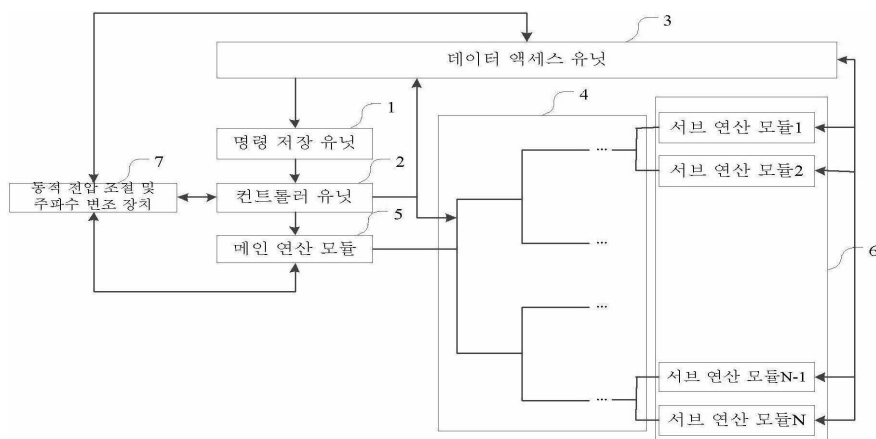 3
데이터 액세스 유닛
1
4
명령 저장 유닛
서브 연산 모듈1
7
2
...
서브 연산 모듈2
동적 전압 조절 및
주파수 변조 장치
컨트롤러 유닛
5
메인 연산 모듈
...
6
...
서브 연산 모듈N-1
...
서브 연산 모듈N